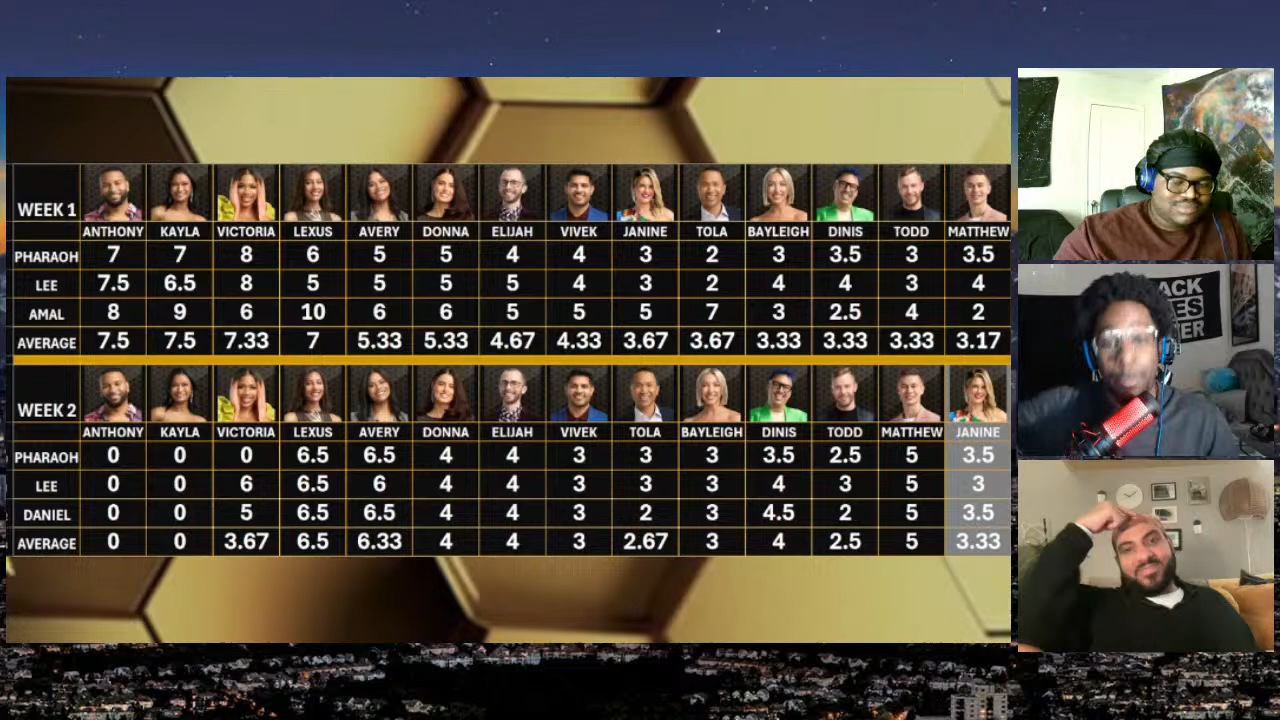 WEEK 1
ANTHONY KAYLA VICTORIA LEXUS AVERY DONNA ELIJAH VIVEK JANINE TOLA BAYLEIGH DINIS TODD MATTHEW
PHARAOH 7 7 8 6 5 5 4 4 3 2 3 3.5 3 3.5
LEE 7.5 6.5 8 5 5 5 5 4 3 2 4 4 3 4
AMAL 8 9 6 10 6 6 5 5 5 7 3 2.5 4 2
AVERAGE 7.5 7.5 7.33 7 5.33 5.33 4.67 4.33 3.67 3.67 3.33 3.33 3.33 3.17
WEEK 2
ANTHONY KAYLA VICTORIA LEXUS AVERY DONNA ELIJAH VIVEK TOLA BAYLEIGH DINIS TODD MATTHEW JANINE
PHARAOH 0 0 0 6.5 6.5 4 4 3 3 3 3.5 2.5 5 3.5
LEE 0 0 6 6.5 6 4 4 3 3 3 4 3 5 3
DANIEL 0 0 5 6.5 6.5 4 4 3 2 3 4.5 2 5 3.5
AVERAGE 0 0 3.67 6.5 6.33 4 4 3 2.67 3 4 2.5 5 3.33